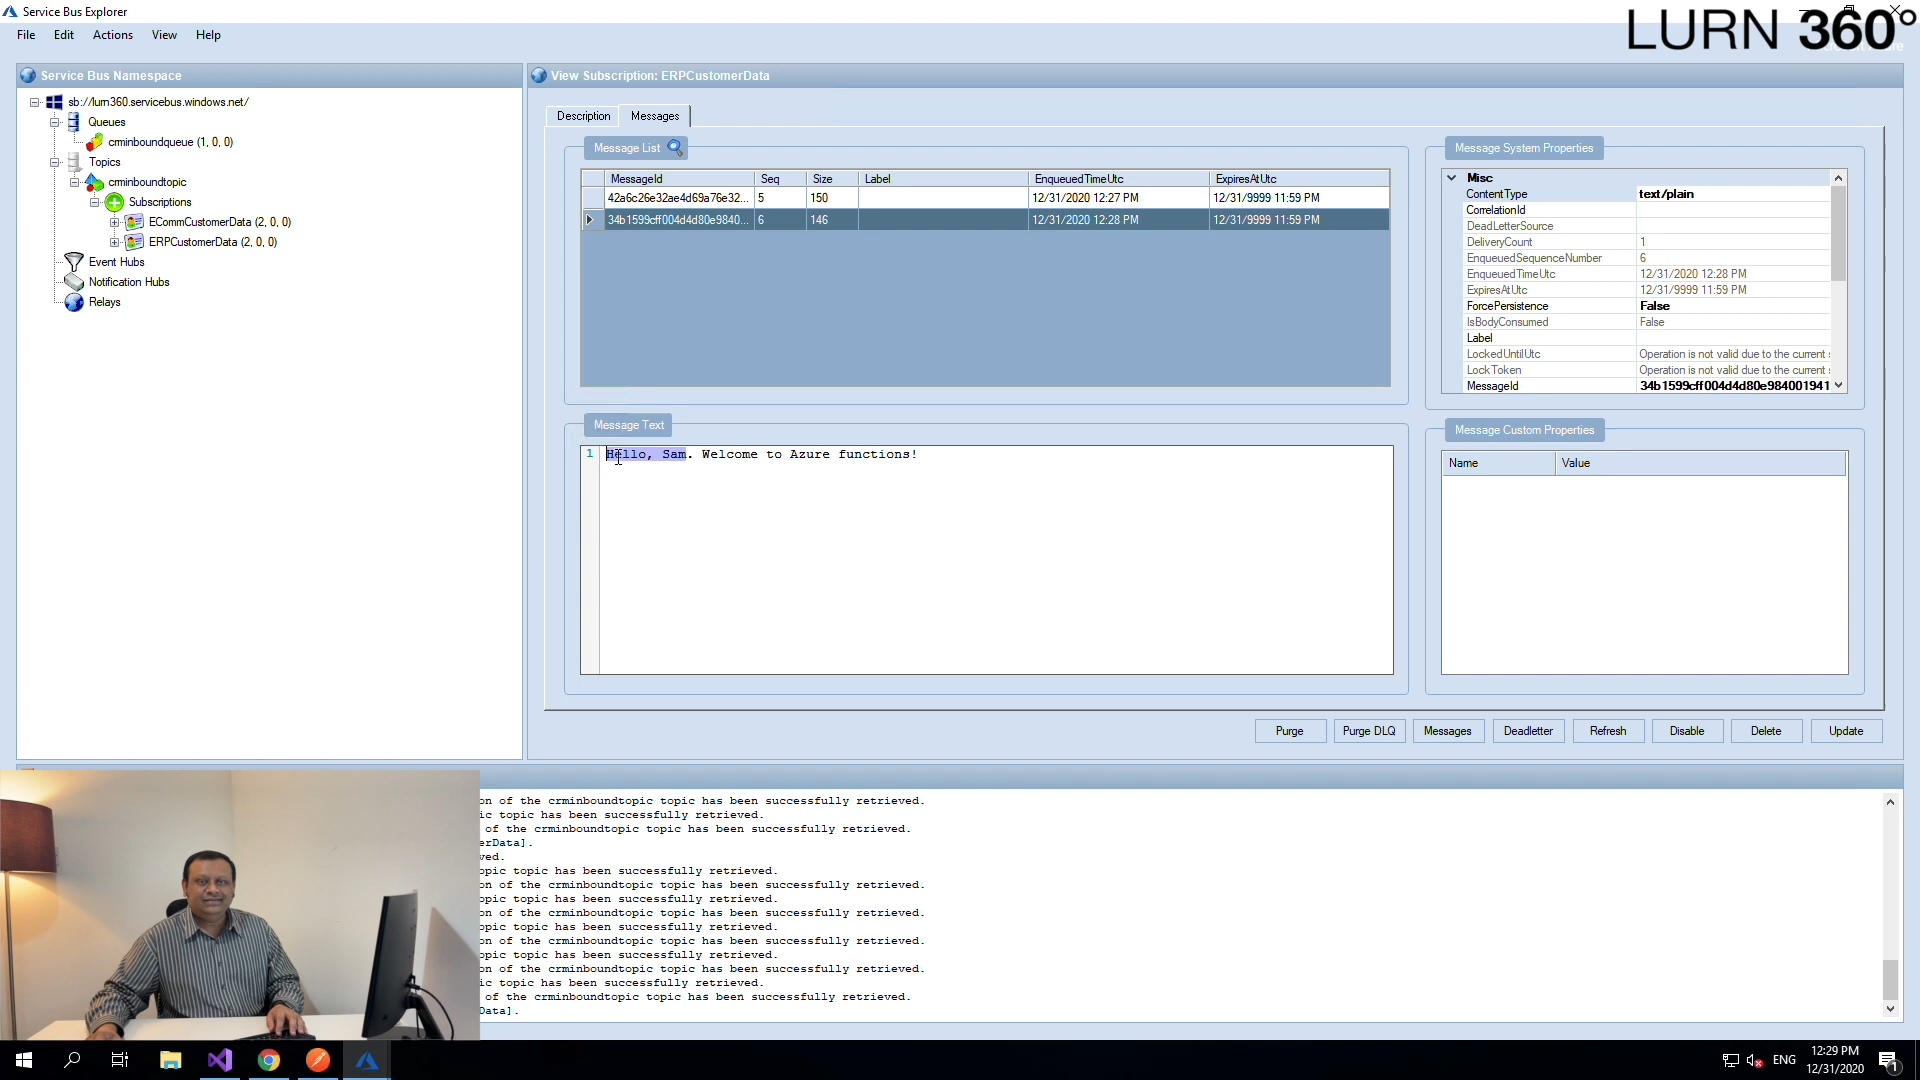 Service Bus Explorer
LURN 360°
File Edit Actions View Help
Service Bus Namespace
sb://lurn360.servicebus.windows.net/
Queues
crminboundqueue (1, 0, 0)
Topics
crminboundtopic
Subscriptions
ECommCustomerData (2, 0, 0)
ERPCustomerData (2, 0, 0)
Event Hubs
Notification Hubs
Relays
View Subscription: ERPCustomerData
Description Messages
Message List
MessageId Seq Size Label EnqueuedTimeUtc ExpiresAtUtc
42a6c26e32ae4d69a76e32... 5 150 12/31/2020 12:27 PM 12/31/9999 11:59 PM
34b1599cff004d4d80e9840... 6 146 12/31/2020 12:28 PM 12/31/9999 11:59 PM
Message System Properties
Misc
ContentType text/plain
CorrelationId
DeadLetterSource
DeliveryCount 1
EnqueuedSequenceNumber 6
EnqueuedTimeUtc 12/31/2020 12:28 PM
ExpiresAtUtc 12/31/9999 11:59 PM
ForcePersistence False
IsBodyConsumed False
Label
LockedUntilUtc Operation is not valid due to the current
LockToken Operation is not valid due to the current
MessageId 34b1599cff004d4d80e984001941
Message Text
1 Hello, Sam. Welcome to Azure functions!
Message Custom Properties
Name Value
Purge Purge DLQ Messages Deadletter Refresh Disable Delete Update
on of the crminboundtopic topic has been successfully retrieved.
ic topic has been successfully retrieved.
of the crminboundtopic topic has been successfully retrieved.
erData].
ved.
opic topic has been successfully retrieved.
on of the crminboundtopic topic has been successfully retrieved.
opic topic has been successfully retrieved.
on of the crminboundtopic topic has been successfully retrieved.
opic topic has been successfully retrieved.
on of the crminboundtopic topic has been successfully retrieved.
opic topic has been successfully retrieved.
on of the crminboundtopic topic has been successfully retrieved.
ic topic has been successfully retrieved.
of the crminboundtopic topic has been successfully retrieved.
Data].
ENG
12:29 PM
12/31/2020
1